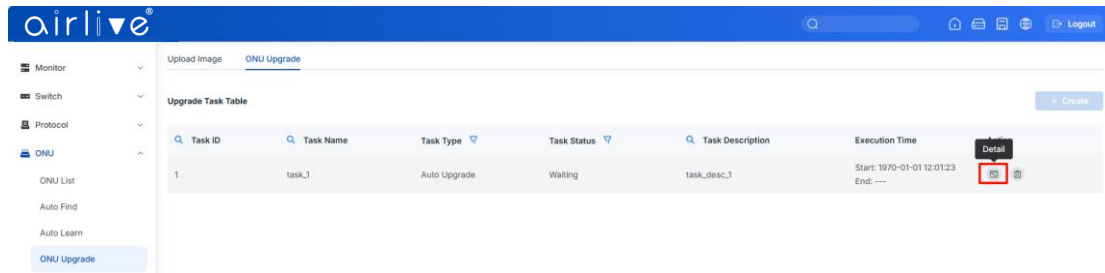 airlive®
Logout
Upload Image ONU Upgrade
Monitor
Switch
Protocol
ONU
ONU List
Auto Find
Auto Learn
ONU Upgrade
Upgrade Task Table
+ Create
Task ID Task Name Task Type Task Status Task Description Execution Time
Detail
1 task_1 Auto Upgrade Waiting task_desc_1 Start: 1970-01-01 12:01:23
End: ---